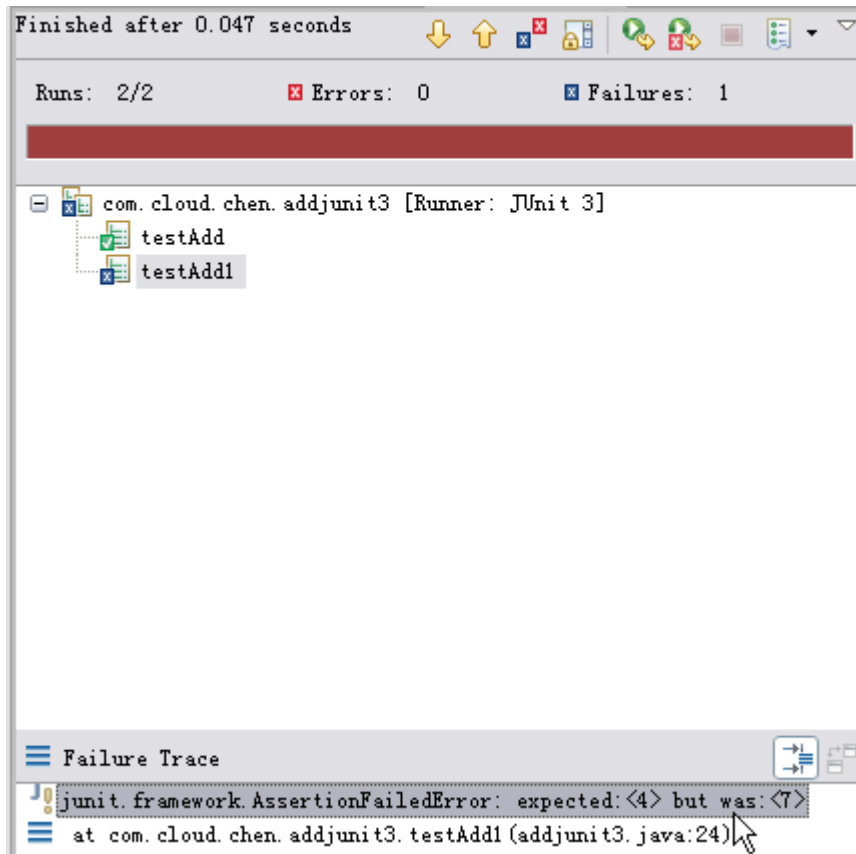 Finished after 0.047 seconds
Runs: 2/2 Errors: 0 Failures: 1
com.cloud.chen.addjunit3 [Runner: JUnit 3]
testAdd
testAdd1
Failure Trace
junit.framework.AssertionFailedError: expected:<4> but was:<7>
at com.cloud.chen.addjunit3.testAdd1(addjunit3.java:24)